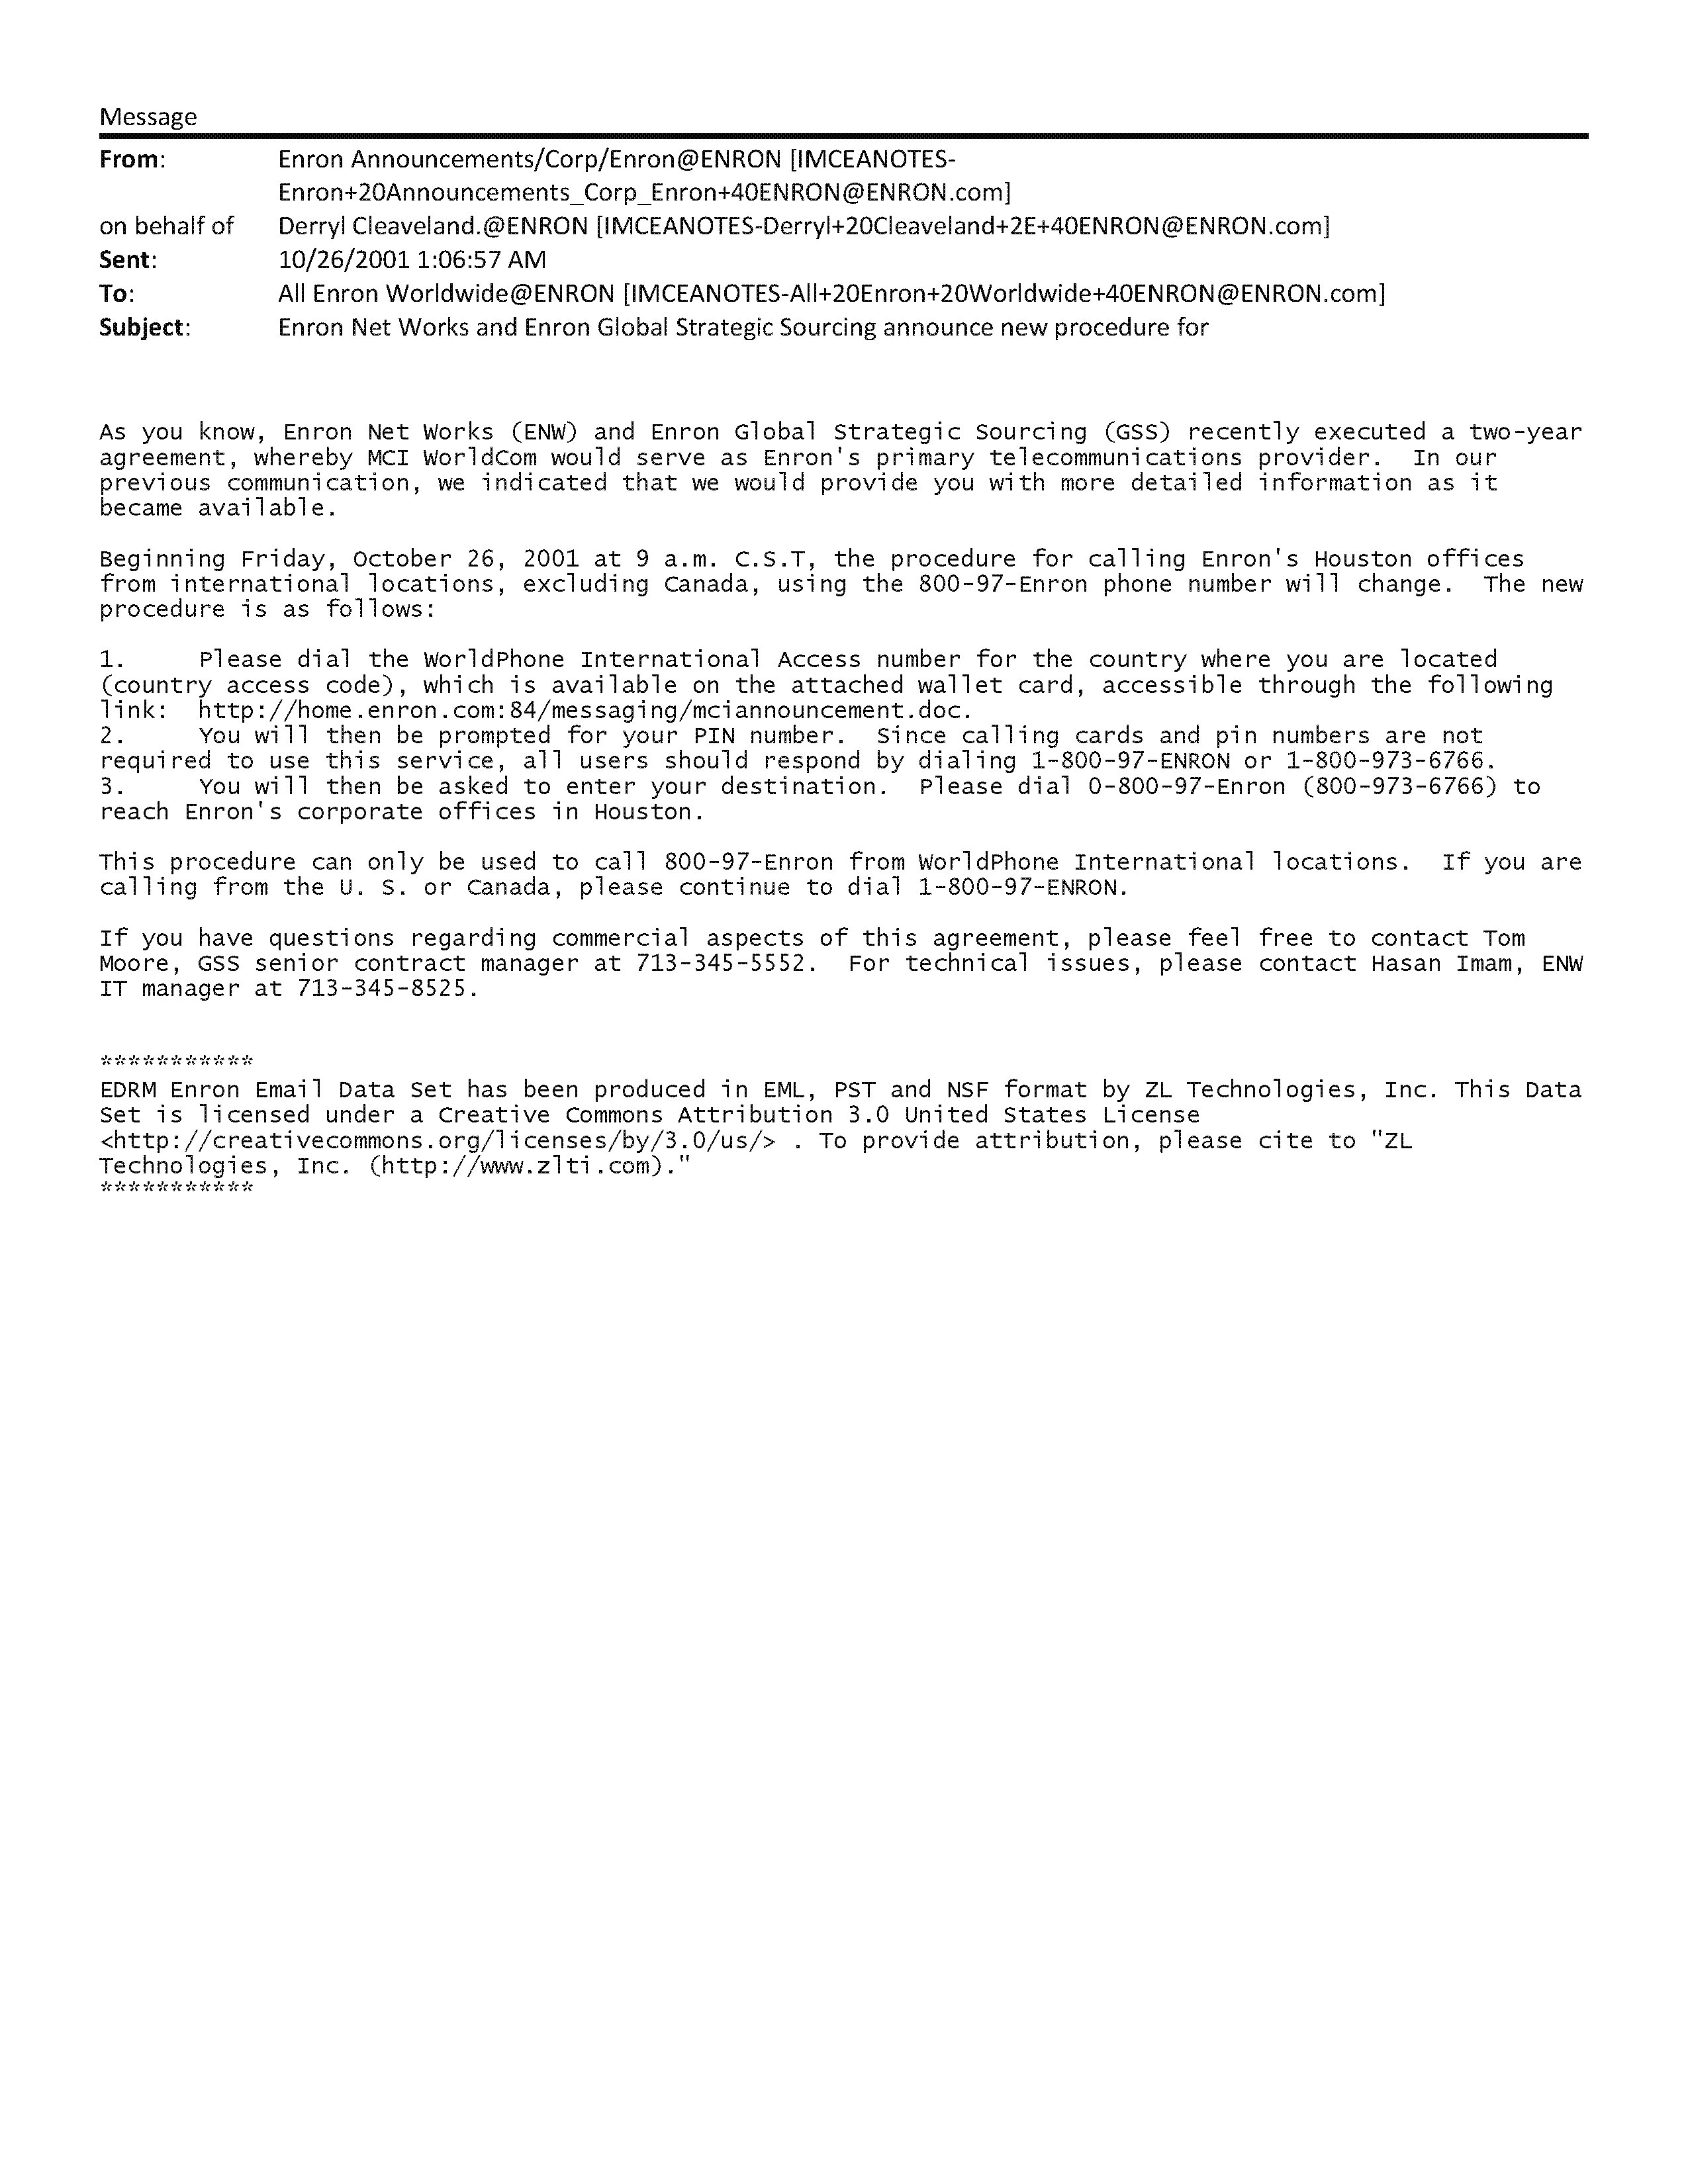 Message
From: Enron Announcements/Corp/Enron@ENRON [IMCEANOTES-
Enron+20Announcements_Corp_Enron+40ENRON@ENRON.com]
on behalf of Derryl Cleaveland.@ENRON [IMCEANOTES-Derryl+20Cleaveland+2E+40ENRON@ENRON.com]
Sent: 10/26/2001 1:06:57 AM
To: All Enron Worldwide@ENRON [IMCEANOTES-All+20Enron+20Worldwide+40ENRON@ENRON.com]
Subject: Enron Net Works and Enron Global Strategic Sourcing announce new procedure for
As you know, Enron Net Works (ENW) and Enron Global Strategic Sourcing (GSS) recently executed a two-year
agreement, whereby MCI WorldCom would serve as Enron's primary telecommunications provider.  In our
previous communication, we indicated that we would provide you with more detailed information as it
became available.
Beginning Friday, October 26, 2001 at 9 a.m. C.S.T, the procedure for calling Enron's Houston offices
from international locations, excluding Canada, using the 800-97-Enron phone number will change.  The new
procedure is as follows:
1. Please dial the WorldPhone International Access number for the country where you are located
(country access code), which is available on the attached wallet card, accessible through the following
link:  http://home.enron.com:84/messaging/mciannouncement.doc.
2. You will then be prompted for your PIN number.  Since calling cards and pin numbers are not
required to use this service, all users should respond by dialing 1-800-97-ENRON or 1-800-973-6766.
3. You will then be asked to enter your destination.  Please dial 0-800-97-Enron (800-973-6766) to
reach Enron's corporate offices in Houston.
This procedure can only be used to call 800-97-Enron from WorldPhone International locations.  If you are
calling from the U. S. or Canada, please continue to dial 1-800-97-ENRON.
If you have questions regarding commercial aspects of this agreement, please feel free to contact Tom
Moore, GSS senior contract manager at 713-345-5552.  For technical issues, please contact Hasan Imam, ENW
IT manager at 713-345-8525.
***********
EDRM Enron Email Data Set has been produced in EML, PST and NSF format by ZL Technologies, Inc. This Data
Set is licensed under a Creative Commons Attribution 3.0 United States License
<http://creativecommons.org/licenses/by/3.0/us/> . To provide attribution, please cite to "ZL
Technologies, Inc. (http://www.zlti.com)."
***********